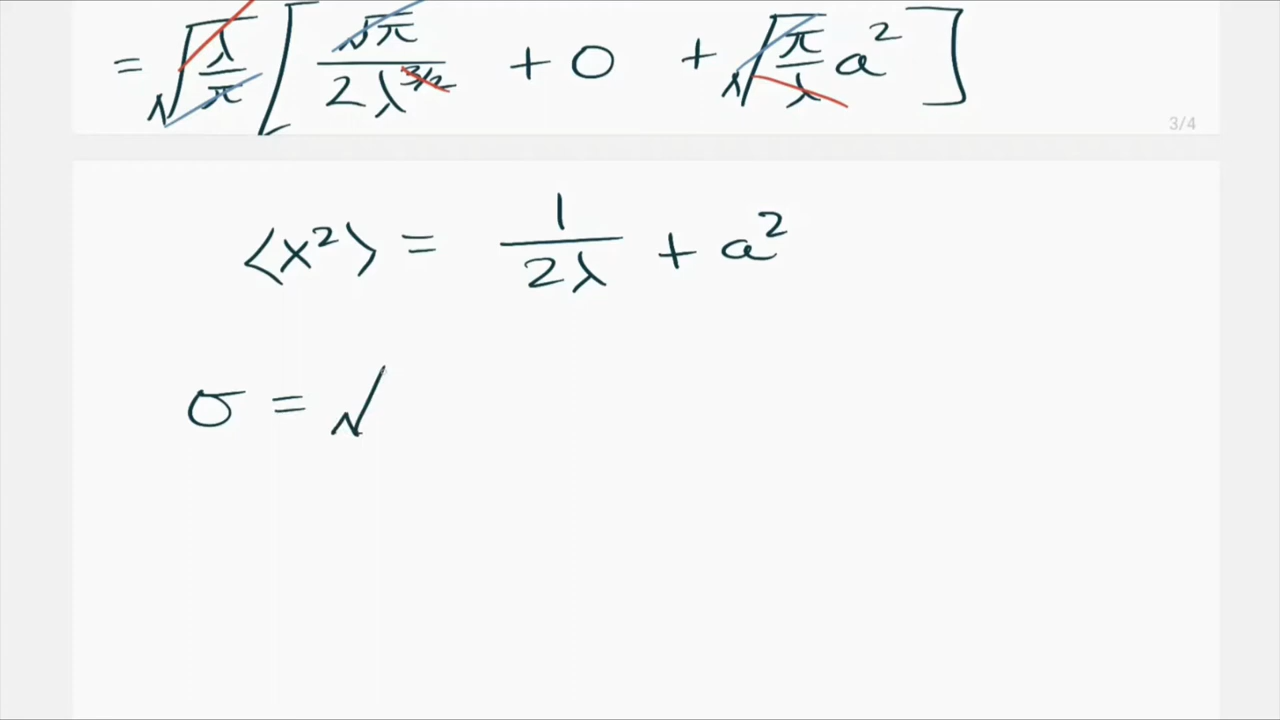 = √(λ/π) [ √π / 2λ^{3/2} + 0 + √(π/λ) a² ]
3/4
⟨x²⟩ = 1 / 2λ + a²
σ = √